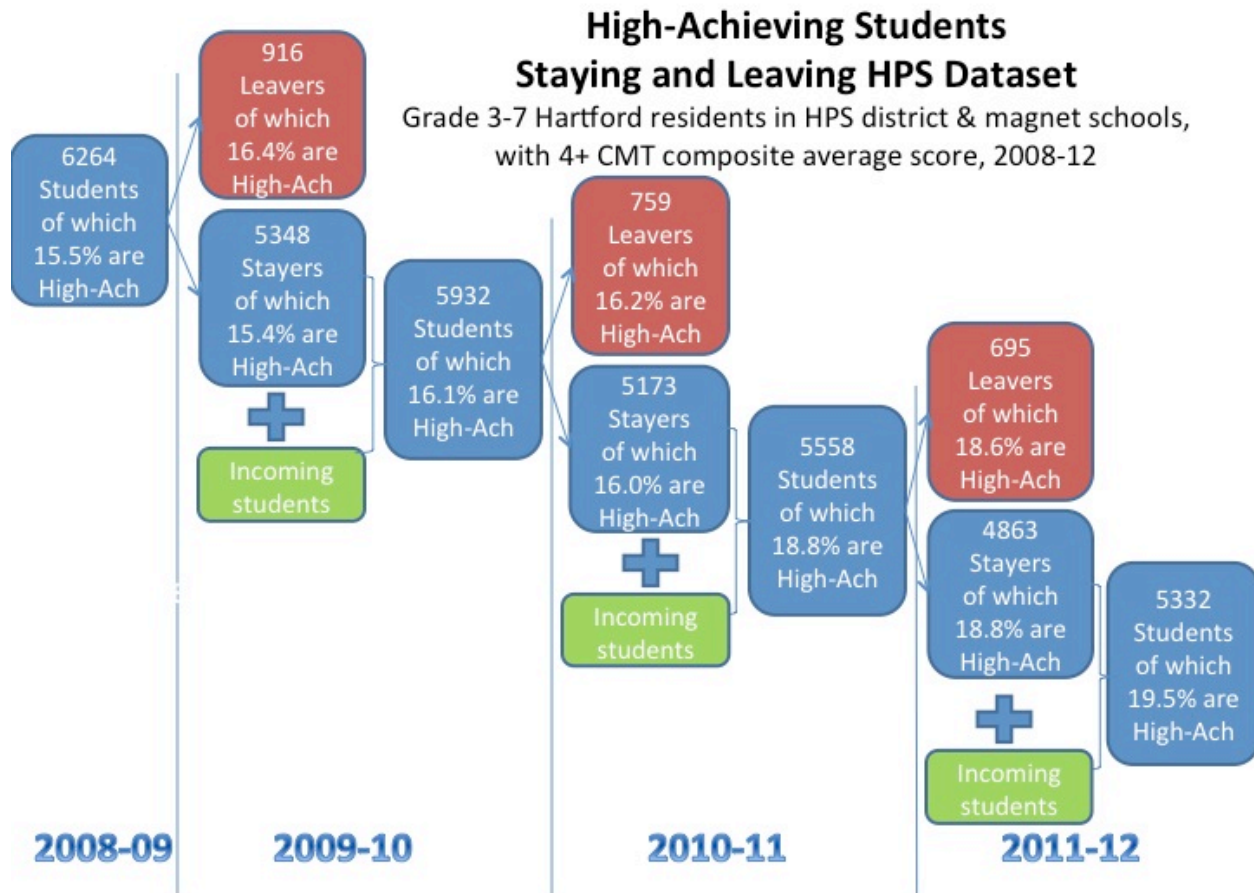 High-Achieving Students
Staying and Leaving HPS Dataset
Grade 3-7 Hartford residents in HPS district & magnet schools,
with 4+ CMT composite average score, 2008-12
6264
Students
of which
15.5% are
High-Ach
916
Leavers
of which
16.4% are
High-Ach
5348
Stayers
of which
15.4% are
High-Ach
Incoming
students
5932
Students
of which
16.1% are
High-Ach
759
Leavers
of which
16.2% are
High-Ach
5173
Stayers
of which
16.0% are
High-Ach
Incoming
students
5558
Students
of which
18.8% are
High-Ach
695
Leavers
of which
18.6% are
High-Ach
4863
Stayers
of which
18.8% are
High-Ach
Incoming
students
5332
Students
of which
19.5% are
High-Ach
2008-09
2009-10
2010-11
2011-12